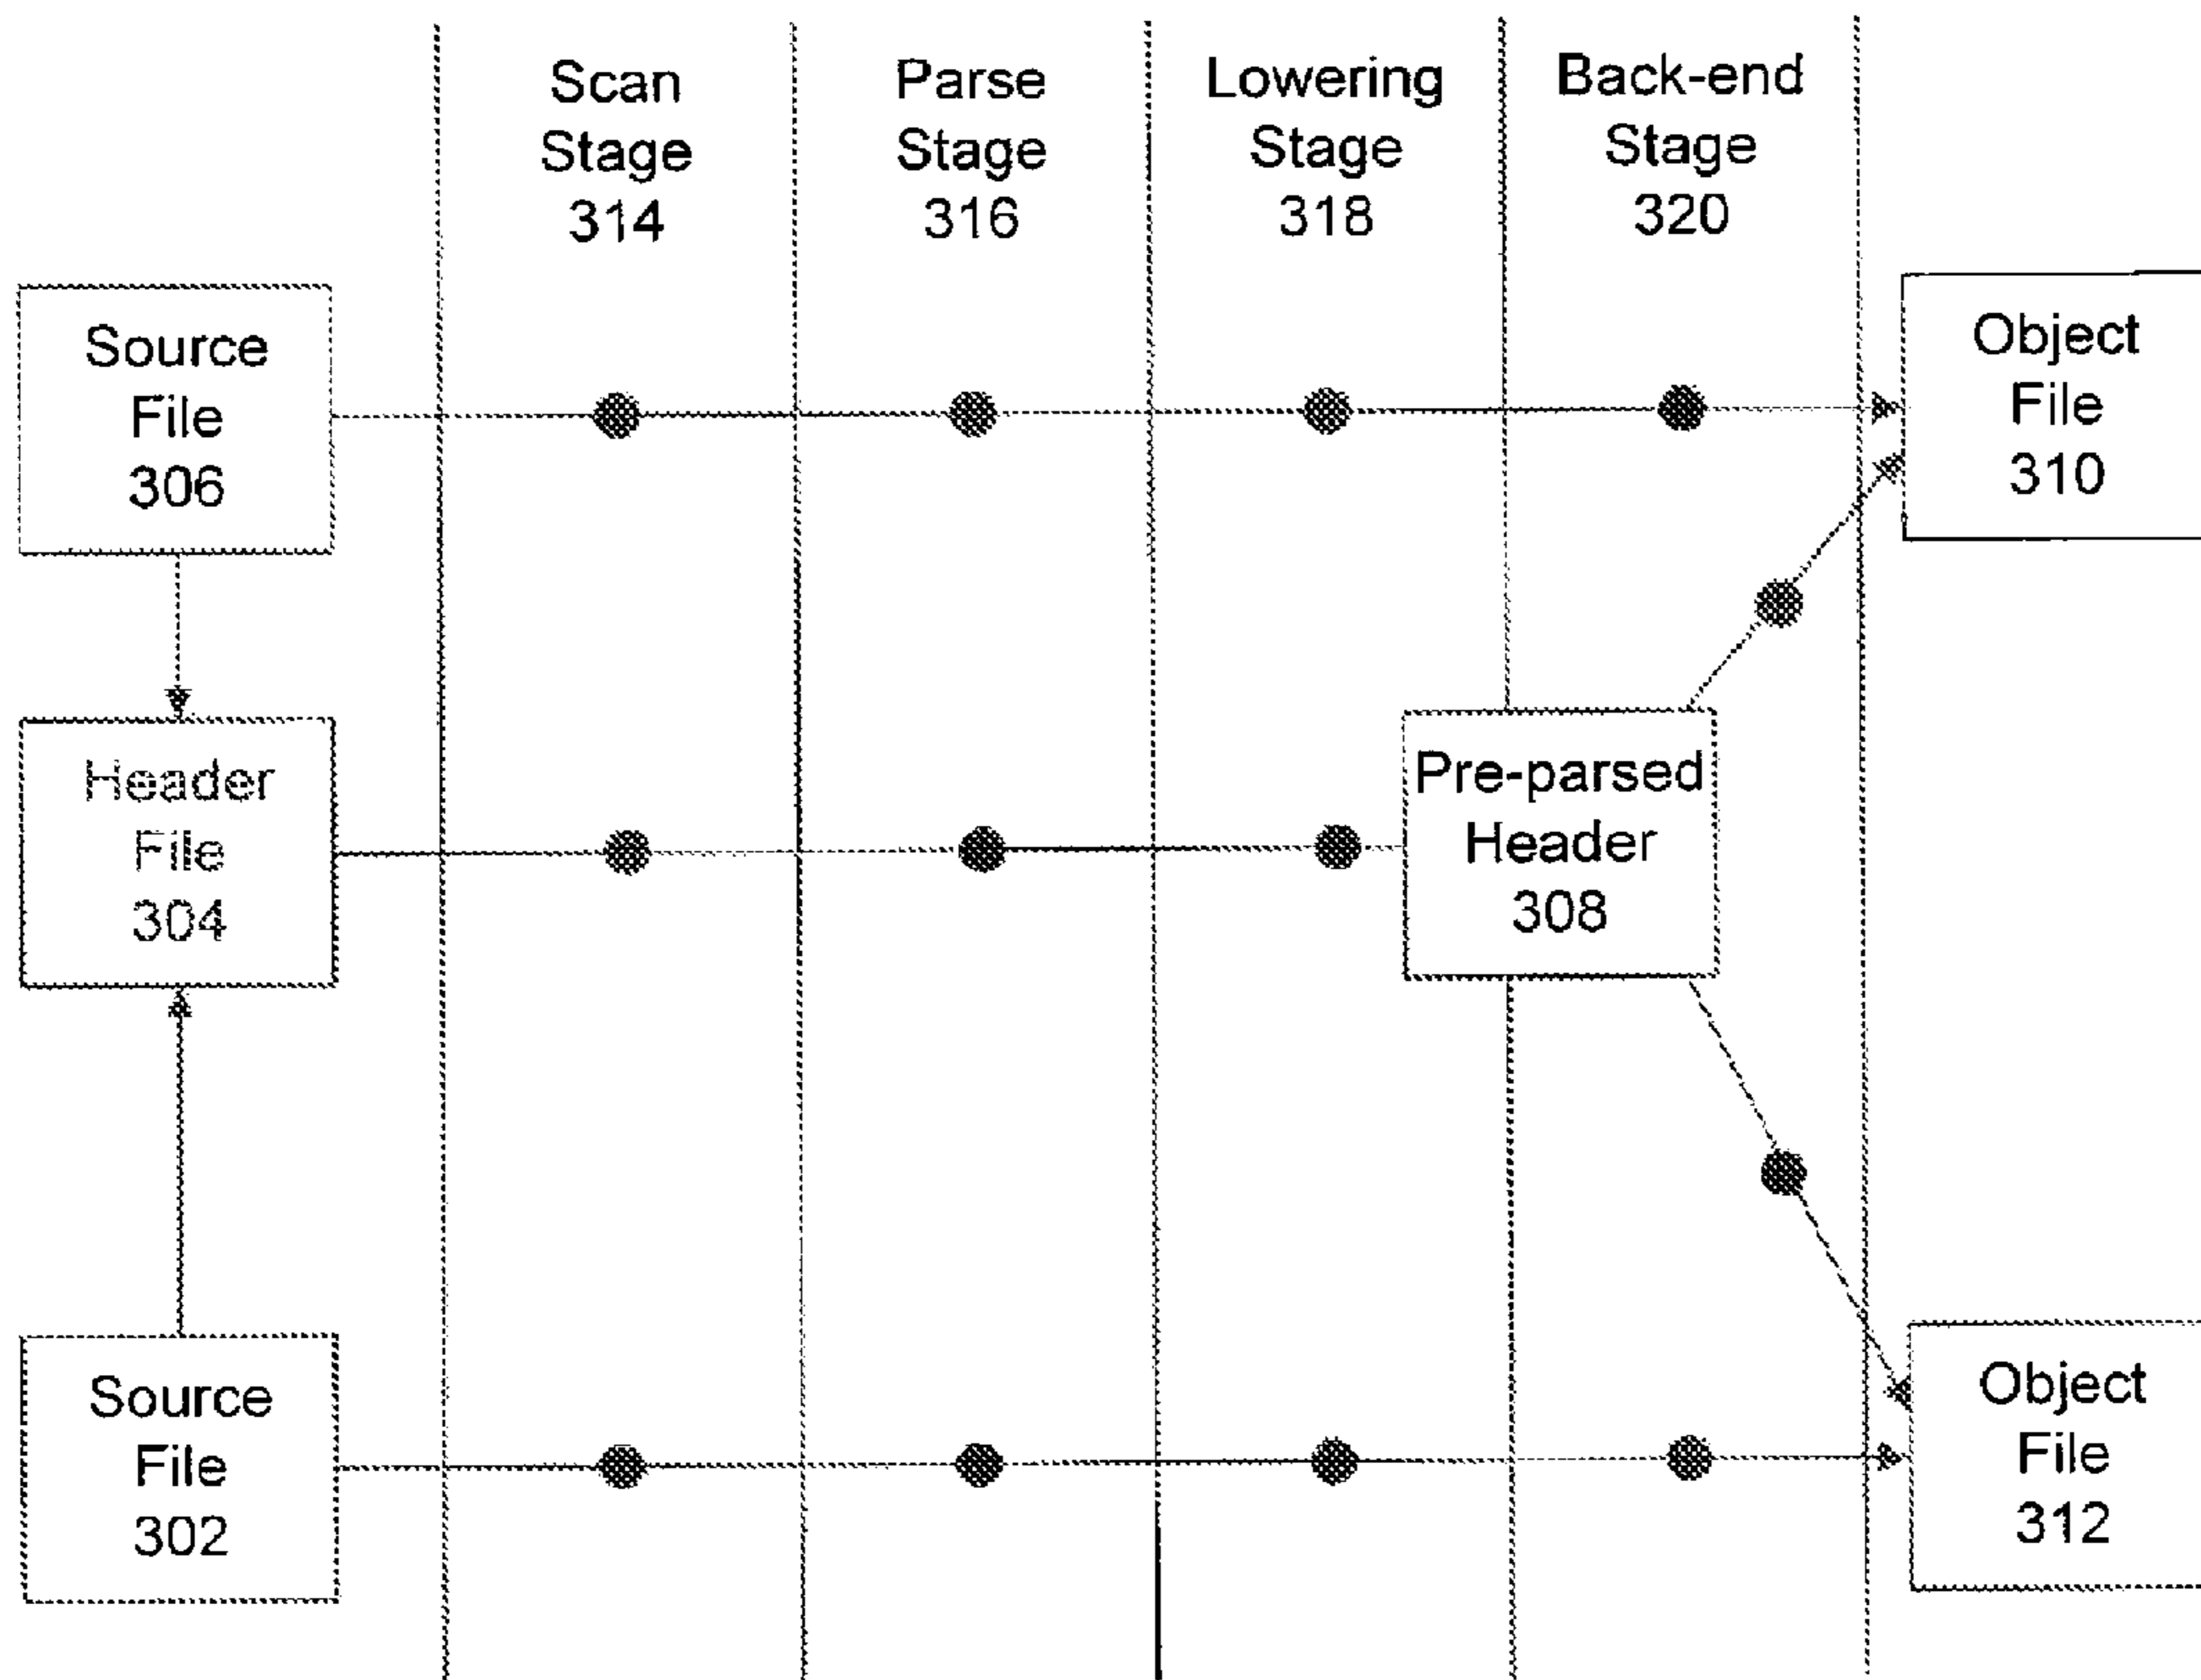 Scan
Stage
314
Parse
Stage
316
Lowering
Stage
318
Back-end
Stage
320
Source
File
306
Object
File
310
Header
File
304
Pre-parsed
Header
308
Source
File
302
Object
File
312